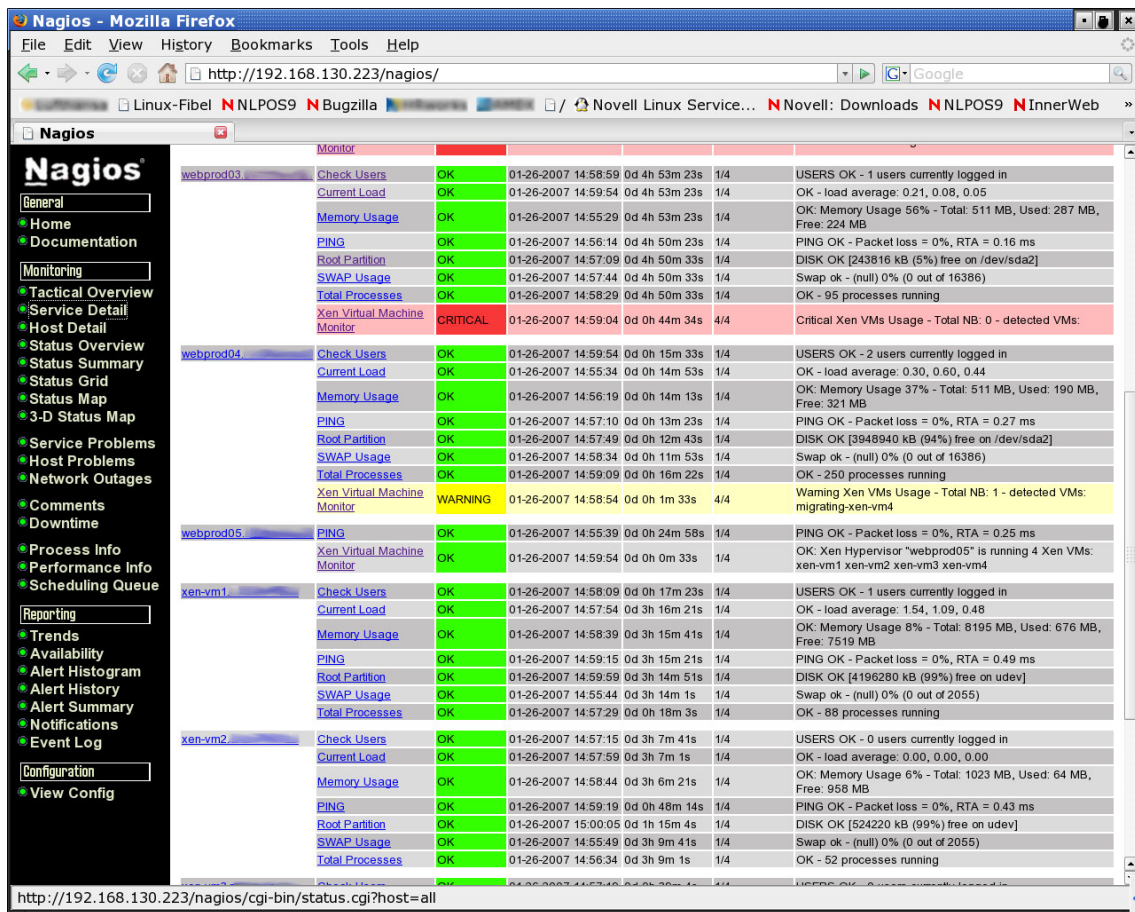 Nagios - Mozilla Firefox
File Edit View History Bookmarks Tools Help
http://192.168.130.223/nagios/
G Google
Linux-Fibel NLPOS9 Bugzilla / Novell Linux Service... Novell: Downloads NLPOS9 InnerWeb »
Nagios
Nagios
General
Home
Documentation
Monitoring
Tactical Overview
Service Detail
Host Detail
Status Overview
Status Summary
Status Grid
Status Map
3-D Status Map
Service Problems
Host Problems
Network Outages
Comments
Downtime
Process Info
Performance Info
Scheduling Queue
Reporting
Trends
Availability
Alert Histogram
Alert History
Alert Summary
Notifications
Event Log
Configuration
View Config
Monitor
webprod03. Check Users OK 01-26-2007 14:58:59 0d 4h 53m 23s 1/4 USERS OK - 1 users currently logged in
Current Load OK 01-26-2007 14:59:54 0d 4h 53m 23s 1/4 OK - load average: 0.21, 0.08, 0.05
Memory Usage OK 01-26-2007 14:55:29 0d 4h 53m 23s 1/4 OK: Memory Usage 56% - Total: 511 MB, Used: 287 MB,
Free: 224 MB
PING OK 01-26-2007 14:56:14 0d 4h 50m 23s 1/4 PING OK - Packet loss = 0%, RTA = 0.16 ms
Root Partition OK 01-26-2007 14:57:09 0d 4h 50m 33s 1/4 DISK OK [243816 kB (5%) free on /dev/sda2]
SWAP Usage OK 01-26-2007 14:57:44 0d 4h 50m 33s 1/4 Swap ok - (null) 0% (0 out of 16386)
Total Processes OK 01-26-2007 14:58:29 0d 4h 50m 33s 1/4 OK - 95 processes running
Xen Virtual Machine
Monitor CRITICAL 01-26-2007 14:59:04 0d 0h 44m 34s 4/4 Critical Xen VMs Usage - Total NB: 0 - detected VMs:
webprod04. Check Users OK 01-26-2007 14:59:54 0d 0h 15m 33s 1/4 USERS OK - 2 users currently logged in
Current Load OK 01-26-2007 14:55:34 0d 0h 14m 53s 1/4 OK - load average: 0.30, 0.60, 0.44
Memory Usage OK 01-26-2007 14:56:19 0d 0h 14m 13s 1/4 OK: Memory Usage 37% - Total: 511 MB, Used: 190 MB,
Free: 321 MB
PING OK 01-26-2007 14:57:10 0d 0h 13m 23s 1/4 PING OK - Packet loss = 0%, RTA = 0.27 ms
Root Partition OK 01-26-2007 14:57:49 0d 0h 12m 43s 1/4 DISK OK [3948940 kB (94%) free on /dev/sda2]
SWAP Usage OK 01-26-2007 14:58:34 0d 0h 11m 53s 1/4 Swap ok - (null) 0% (0 out of 16386)
Total Processes OK 01-26-2007 14:59:09 0d 0h 16m 22s 1/4 OK - 250 processes running
Xen Virtual Machine
Monitor WARNING 01-26-2007 14:58:54 0d 0h 1m 33s 4/4 Warning Xen VMs Usage - Total NB: 1 - detected VMs:
migrating-xen-vm4
webprod05. PING OK 01-26-2007 14:55:39 0d 0h 24m 58s 1/4 PING OK - Packet loss = 0%, RTA = 0.25 ms
Xen Virtual Machine
Monitor OK 01-26-2007 14:59:54 0d 0h 0m 33s 1/4 OK: Xen Hypervisor "webprod05" is running 4 Xen VMs:
xen-vm1 xen-vm2 xen-vm3 xen-vm4
xen-vm1. Check Users OK 01-26-2007 14:58:09 0d 0h 17m 23s 1/4 USERS OK - 1 users currently logged in
Current Load OK 01-26-2007 14:57:54 0d 3h 16m 21s 1/4 OK - load average: 1.54, 1.09, 0.48
Memory Usage OK 01-26-2007 14:58:39 0d 3h 15m 41s 1/4 OK: Memory Usage 8% - Total: 8195 MB, Used: 676 MB,
Free: 7519 MB
PING OK 01-26-2007 14:59:15 0d 3h 15m 21s 1/4 PING OK - Packet loss = 0%, RTA = 0.49 ms
Root Partition OK 01-26-2007 14:59:59 0d 3h 14m 51s 1/4 DISK OK [4196280 kB (99%) free on udev]
SWAP Usage OK 01-26-2007 14:55:44 0d 3h 14m 1s 1/4 Swap ok - (null) 0% (0 out of 2055)
Total Processes OK 01-26-2007 14:57:29 0d 0h 18m 3s 1/4 OK - 88 processes running
xen-vm2. Check Users OK 01-26-2007 14:57:15 0d 3h 7m 41s 1/4 USERS OK - 0 users currently logged in
Current Load OK 01-26-2007 14:57:59 0d 3h 7m 1s 1/4 OK - load average: 0.00, 0.00, 0.00
Memory Usage OK 01-26-2007 14:58:44 0d 3h 6m 21s 1/4 OK: Memory Usage 6% - Total: 1023 MB, Used: 64 MB,
Free: 958 MB
PING OK 01-26-2007 14:59:19 0d 0h 48m 14s 1/4 PING OK - Packet loss = 0%, RTA = 0.43 ms
Root Partition OK 01-26-2007 15:00:05 0d 1h 15m 4s 1/4 DISK OK [524220 kB (99%) free on udev]
SWAP Usage OK 01-26-2007 14:55:49 0d 3h 9m 41s 1/4 Swap ok - (null) 0% (0 out of 2055)
Total Processes OK 01-26-2007 14:56:34 0d 3h 9m 1s 1/4 OK - 52 processes running
http://192.168.130.223/nagios/cgi-bin/status.cgi?host=all